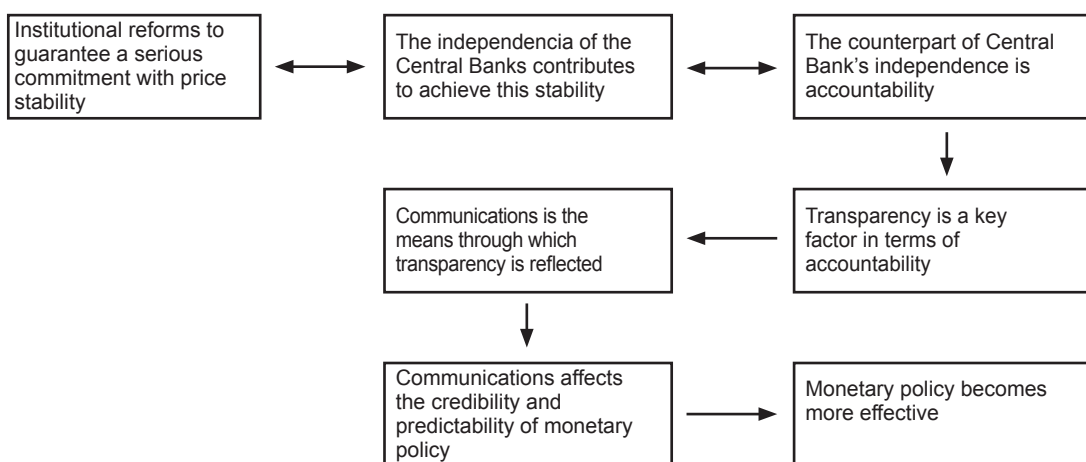 Institutional reforms to
guarantee a serious
commitment with price
stability
The independencia of the
Central Banks contributes
to achieve this stability
The counterpart of Central
Bank's independence is
accountability
Communications is the
means through which
transparency is reflected
Transparency is a key
factor in terms of
accountability
Communications affects
the credibility and
predictability of monetary
policy
Monetary policy becomes
more effective